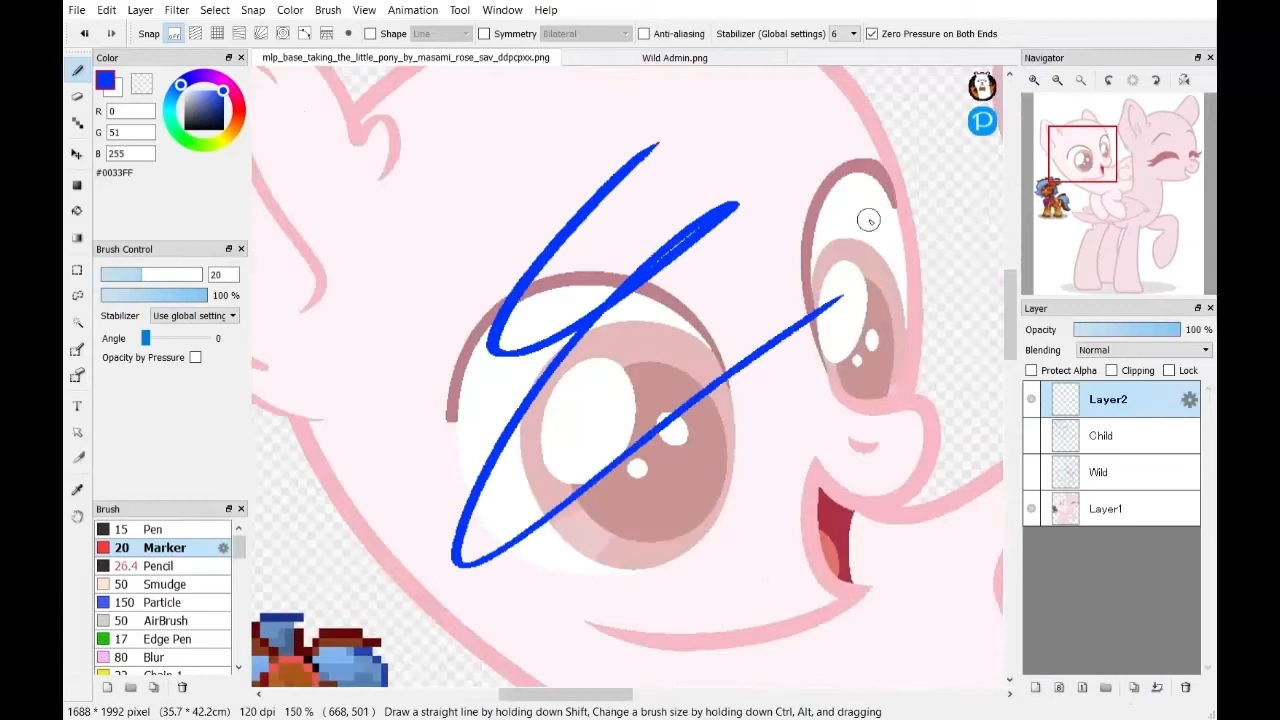 File Edit Layer Filter Select Snap Color Brush View Animation Tool Window Help
Snap off Shape Line Symmetry Bilateral Anti-aliasing Stabilizer (Global settings) 6 Zero Pressure on Both Ends
Color
mlp_base_taking_the_little_pony_by_masami_rose_sav_ddpcpxx.png
Wild Admin.png
Navigator
R 0
G 51
B 255
#0033FF
Brush Control
20
100 %
Stabilizer Use global setting
Angle 0
Opacity by Pressure
Brush
15 Pen
20 Marker
26.4 Pencil
50 Smudge
150 Particle
50 AirBrush
17 Edge Pen
80 Blur
Layer
Opacity 100 %
Blending Normal
Protect Alpha Clipping Lock
Layer2
Child
Wild
Layer1
1688 * 1992 pixel (35.7 * 42.2cm) 120 dpi 150 % ( 668, 501 ) Draw a straight line by holding down Shift, Change a brush size by holding down Ctrl, Alt, and dragging